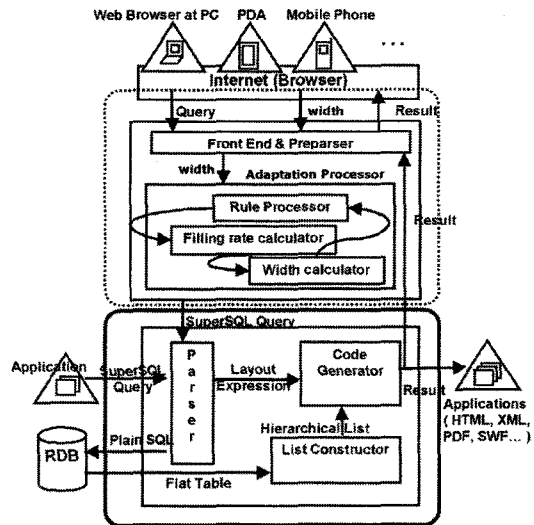 Web Browser at PC PDA Mobile Phone
...
Internet (Browser)
Query width Result
Front End & Preparser
width
Adaptation Processor
Rule Processor
Result
Filling rate calculator
Width calculator
SuperSQL Query
Application
SuperSQL Query
Parser
Layout Expression
Code Generator
Result
Applications
( HTML, XML,
PDF, SWF... )
Hierarchical List
Plain SQL
RDB
List Constructor
Flat Table